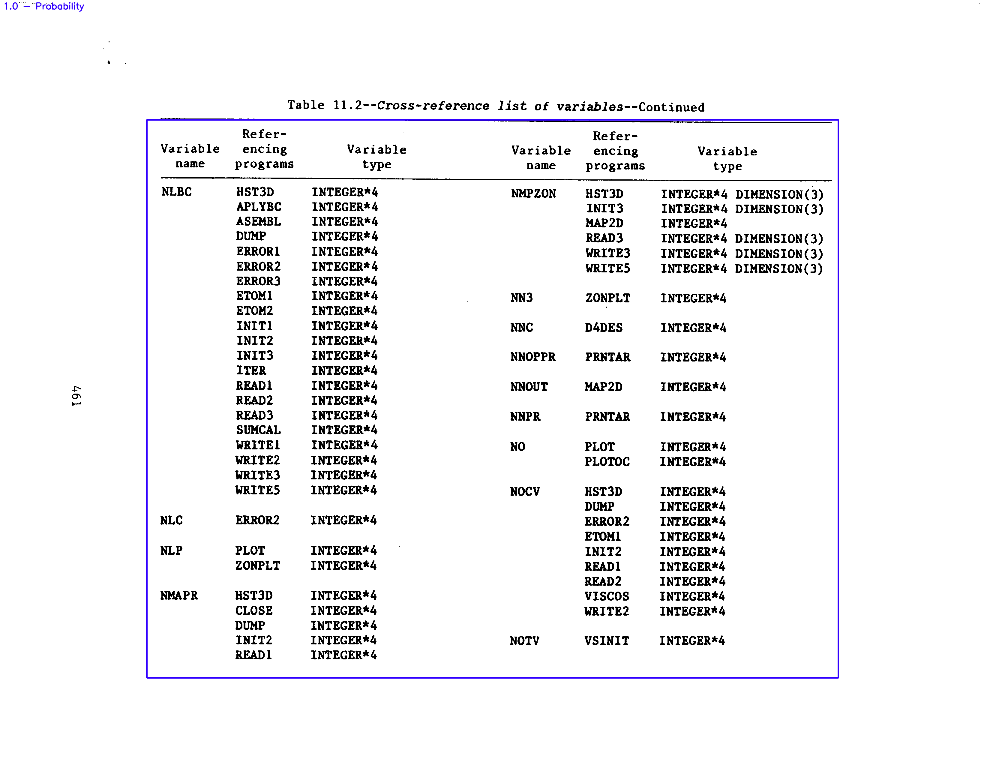 1.0 - Probability
Table 11.2--Cross-reference list of variables--Continued
Variable name Refer-encing programs Variable type
NLBC HST3D INTEGER*4
APLYBC INTEGER*4
ASEMBL INTEGER*4
DUMP INTEGER*4
ERROR1 INTEGER*4
ERROR2 INTEGER*4
ERROR3 INTEGER*4
ETOM1 INTEGER*4
ETOM2 INTEGER*4
INIT1 INTEGER*4
INIT2 INTEGER*4
INIT3 INTEGER*4
ITER INTEGER*4
READ1 INTEGER*4
READ2 INTEGER*4
READ3 INTEGER*4
SUMCAL INTEGER*4
WRITE1 INTEGER*4
WRITE2 INTEGER*4
WRITE3 INTEGER*4
WRITE5 INTEGER*4
NLC ERROR2 INTEGER*4
NLP PLOT INTEGER*4
ZONPLT INTEGER*4
NMAPR HST3D INTEGER*4
CLOSE INTEGER*4
DUMP INTEGER*4
INIT2 INTEGER*4
READ1 INTEGER*4
Variable name Refer-encing programs Variable type
NMPZON HST3D INTEGER*4 DIMENSION(3)
INIT3 INTEGER*4 DIMENSION(3)
MAP2D INTEGER*4
READ3 INTEGER*4 DIMENSION(3)
WRITE3 INTEGER*4 DIMENSION(3)
WRITE5 INTEGER*4 DIMENSION(3)
NN3 ZONPLT INTEGER*4
NNC D4DES INTEGER*4
NNOPPR PRNTAR INTEGER*4
NNOUT MAP2D INTEGER*4
NNPR PRNTAR INTEGER*4
NO PLOT INTEGER*4
PLOTOC INTEGER*4
NOCV HST3D INTEGER*4
DUMP INTEGER*4
ERROR2 INTEGER*4
ETOM1 INTEGER*4
INIT2 INTEGER*4
READ1 INTEGER*4
READ2 INTEGER*4
VISCOS INTEGER*4
WRITE2 INTEGER*4
NOTV VSINIT INTEGER*4
461